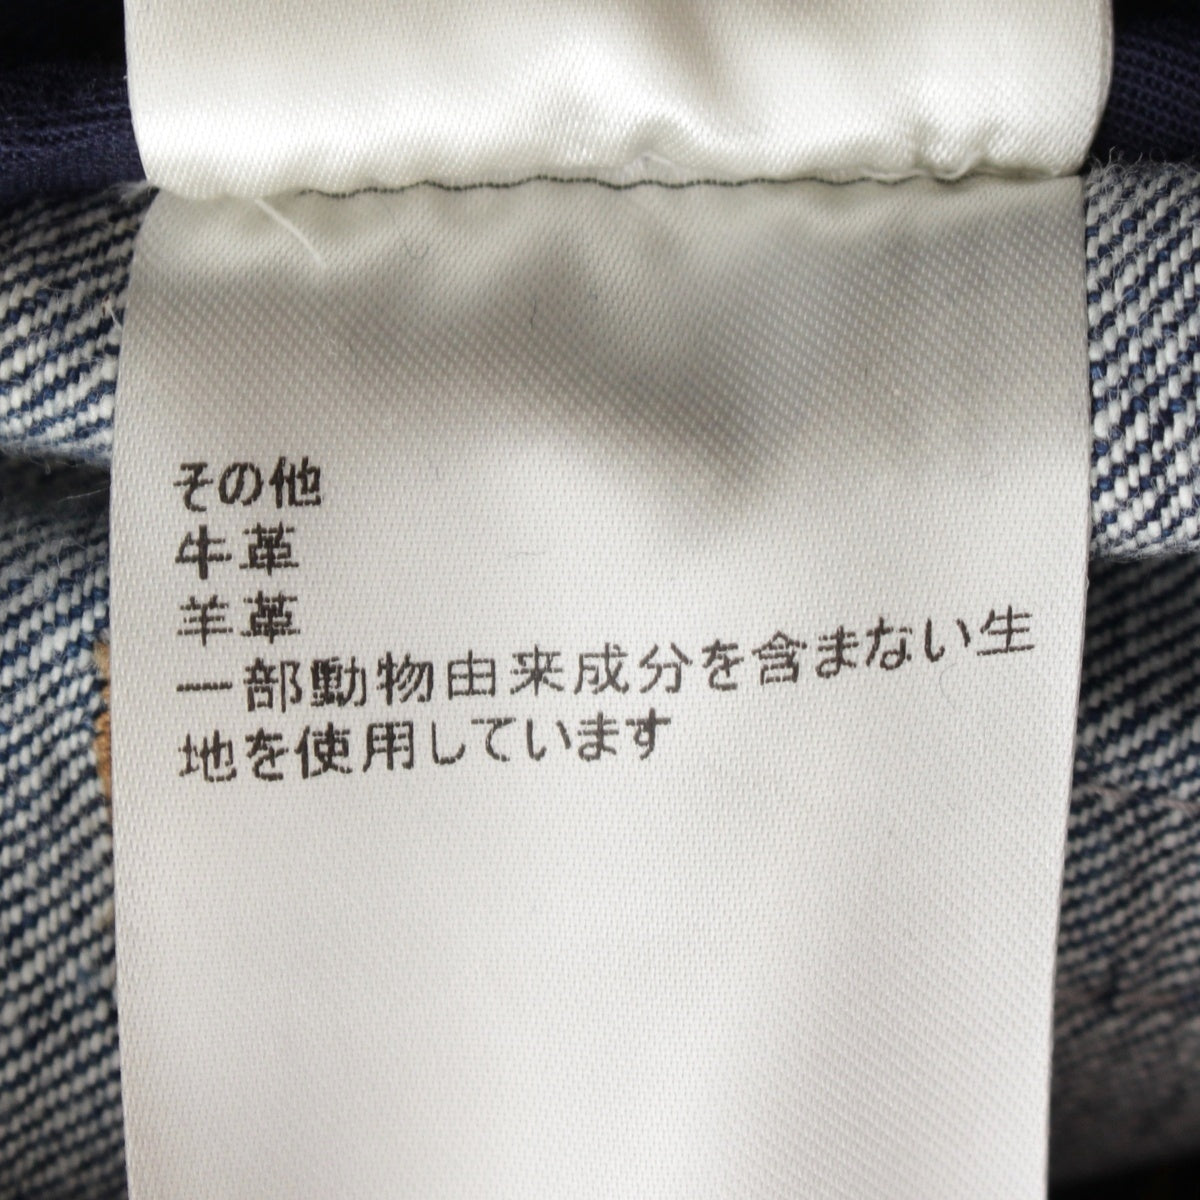 その他
牛革
羊革
一部動物由来成分を含まない生
地を使用しています